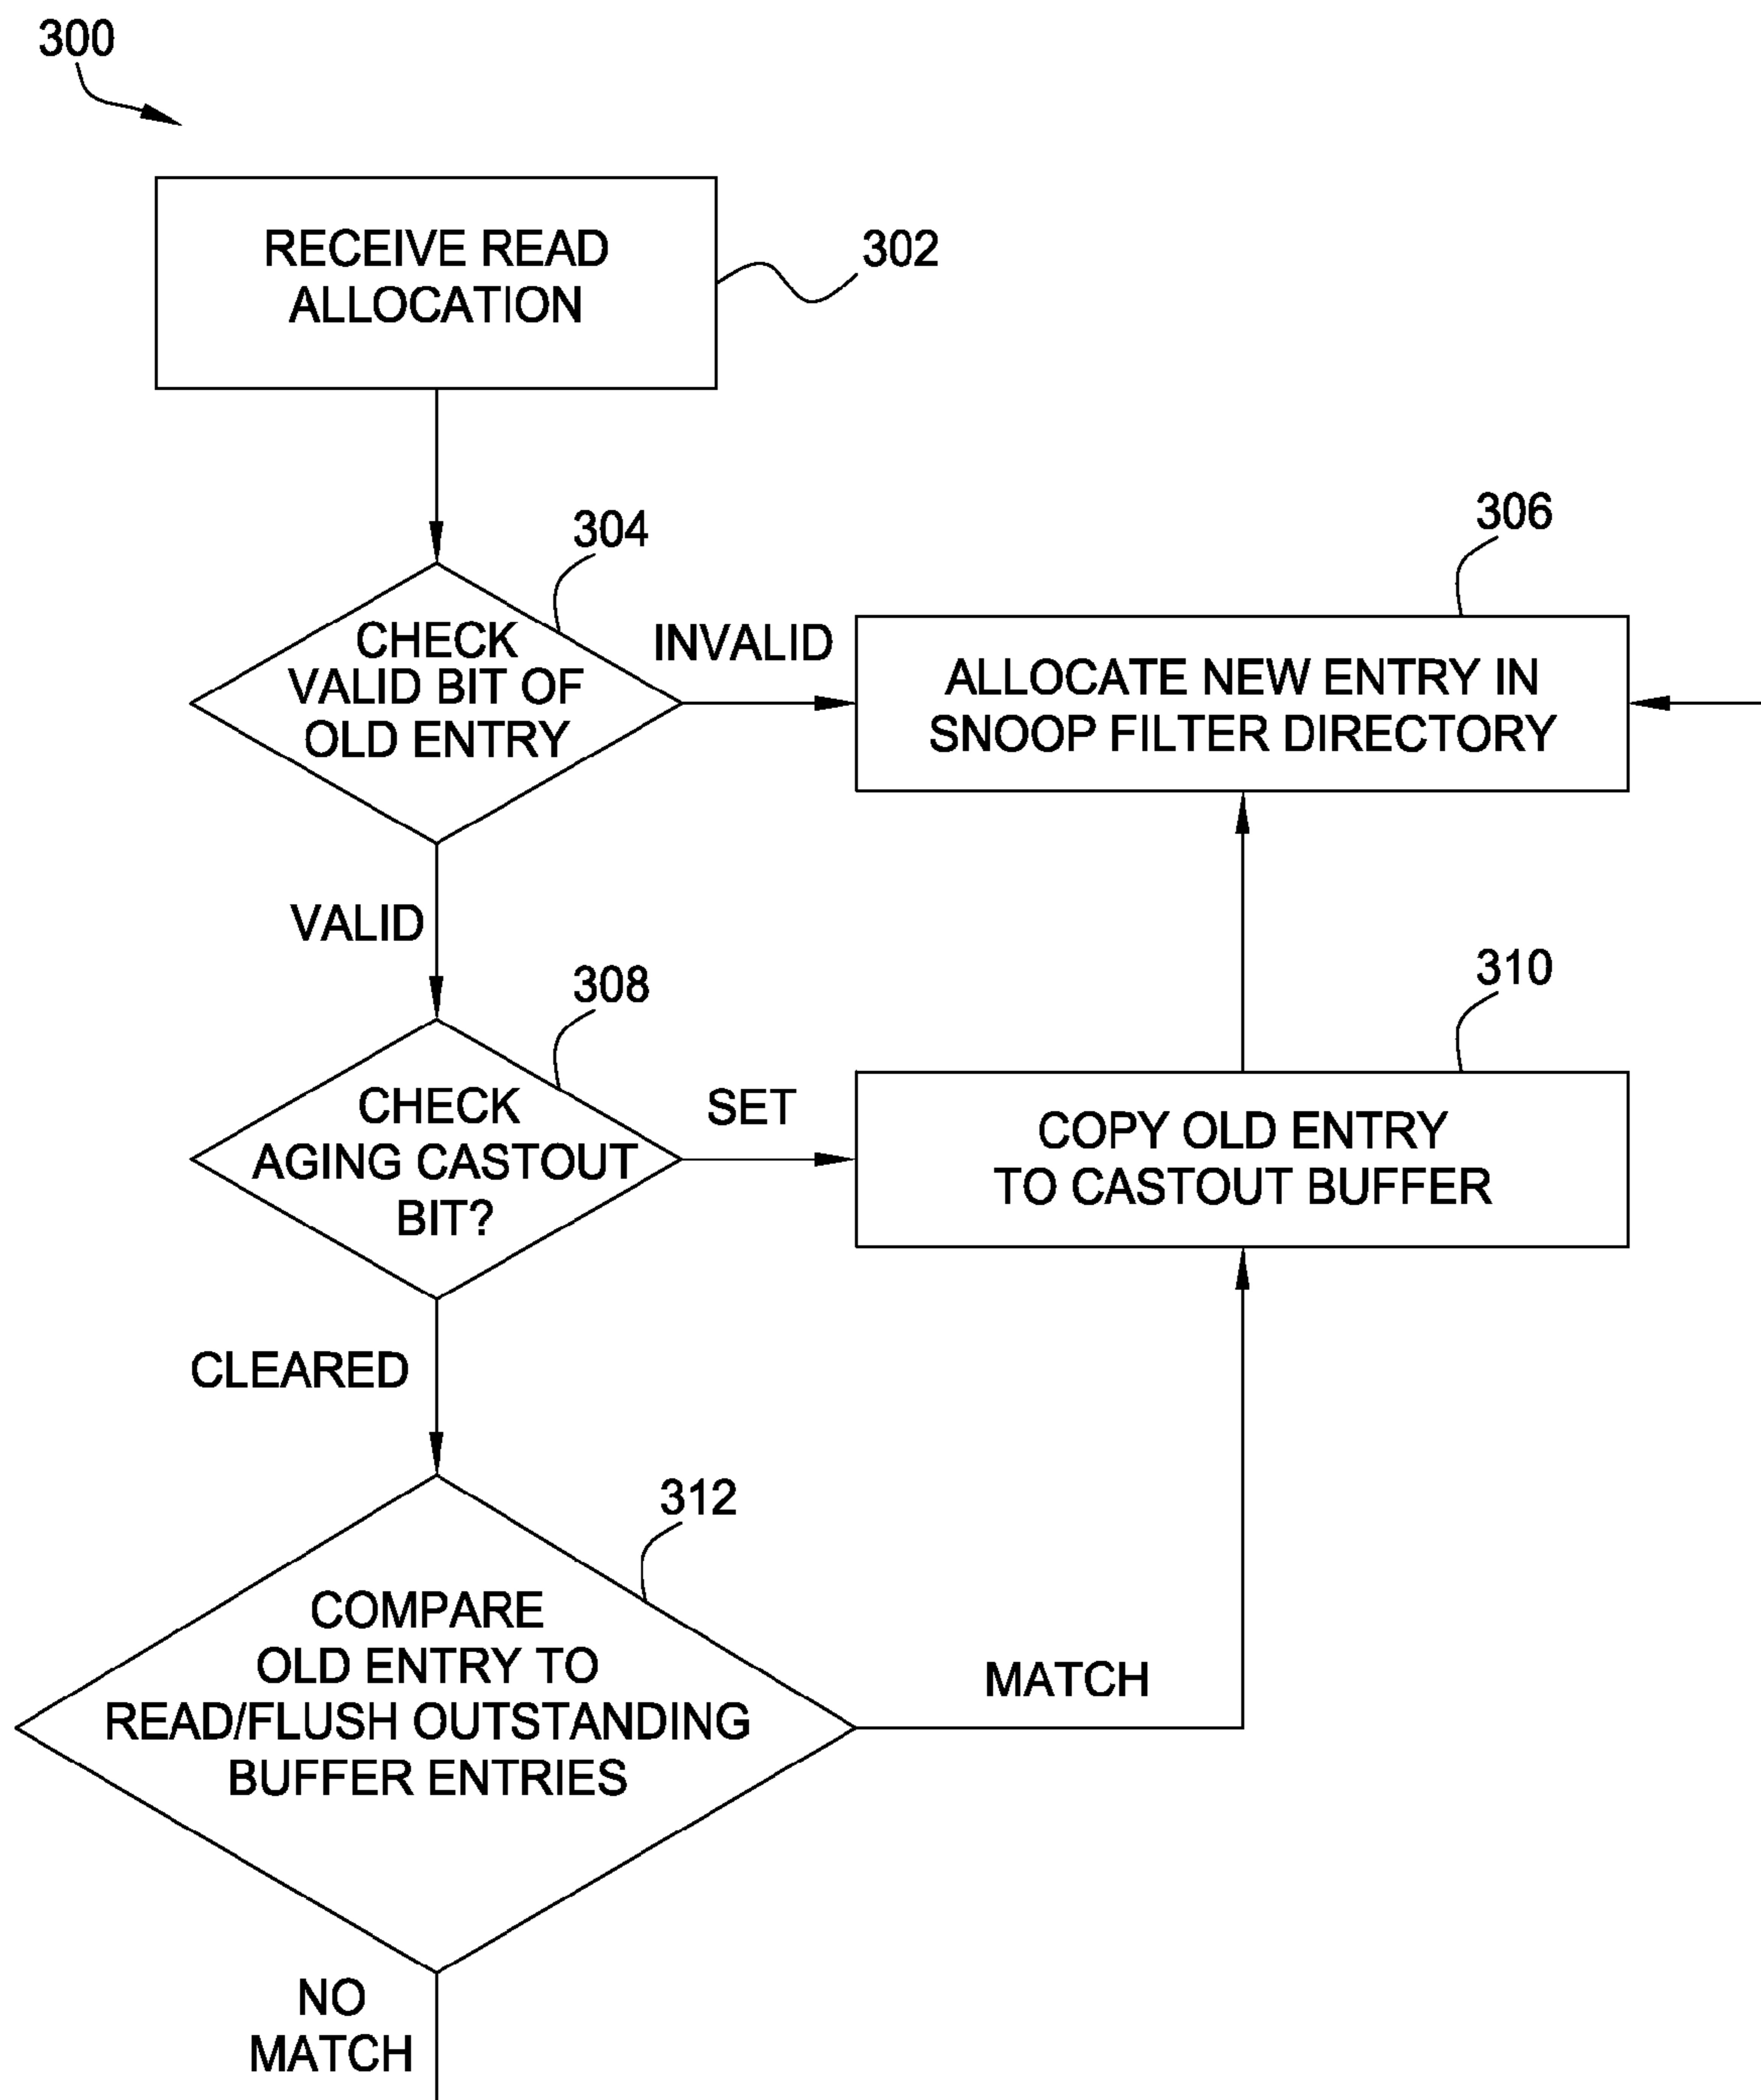 300
RECEIVE READ
ALLOCATION
302
304
CHECK
VALID BIT OF
OLD ENTRY
INVALID
306
ALLOCATE NEW ENTRY IN
SNOOP FILTER DIRECTORY
VALID
308
CHECK
AGING CASTOUT
BIT?
SET
310
COPY OLD ENTRY
TO CASTOUT BUFFER
CLEARED
312
COMPARE
OLD ENTRY TO
READ/FLUSH OUTSTANDING
BUFFER ENTRIES
MATCH
NO
MATCH